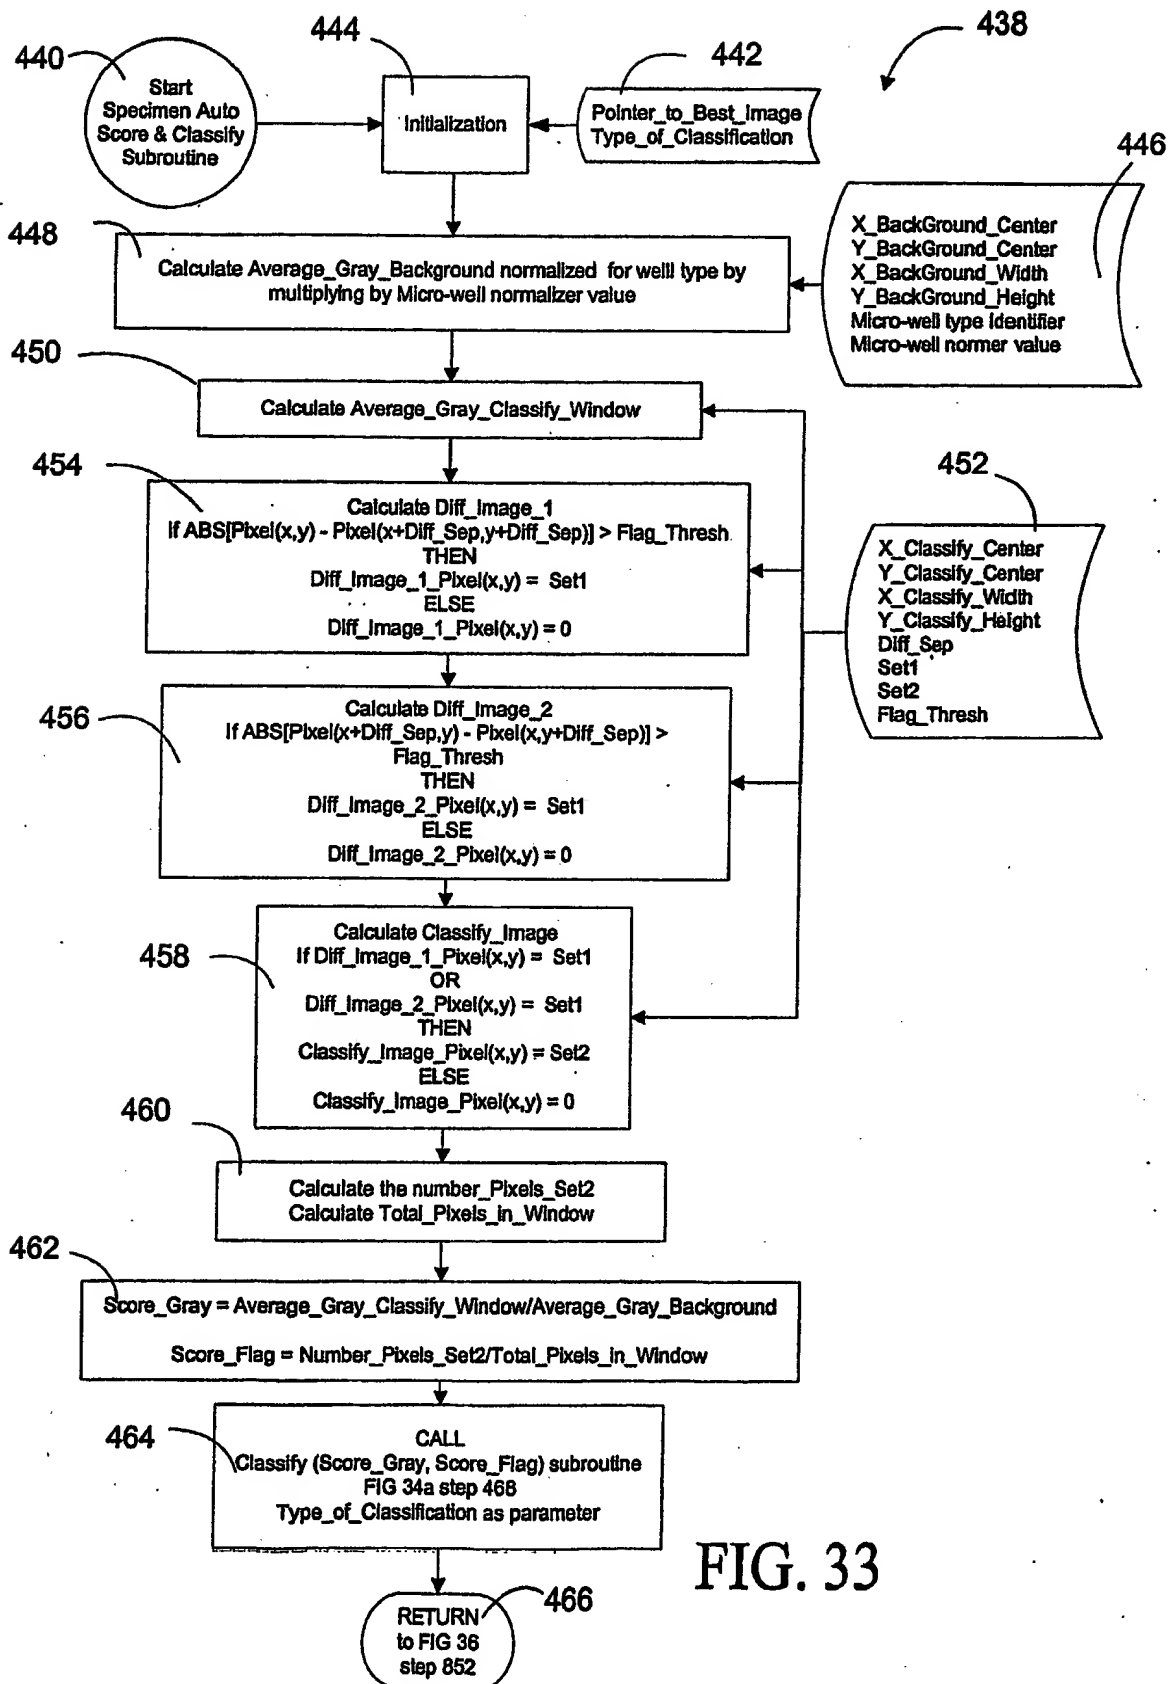 438
440
444
442
Start
Specimen Auto
Score & Classify
Subroutine
Initialization
Pointer_to_Best_Image
Type_of_Classification
446
X_BackGround_Center
Y_BackGround_Center
X_BackGround_Width
Y_BackGround_Height
Micro-well type identifier
Micro-well normer value
448
Calculate Average_Gray_Background normalized for welll type by
multiplying by Micro-well normalizer value
450
Calculate Average_Gray_Classify_Window
452
X_Classify_Center
Y_Classify_Center
X_Classify_Width
Y_Classify_Height
Diff_Sep
Set1
Set2
Flag_Thresh
454
Calculate Diff_Image_1
If ABS[Pixel(x,y) - Pixel(x+Diff_Sep,y+Diff_Sep)] > Flag_Thresh
THEN
Diff_Image_1_Pixel(x,y) = Set1
ELSE
Diff_Image_1_Pixel(x,y) = 0
456
Calculate Diff_Image_2
If ABS[Pixel(x+Diff_Sep,y) - Pixel(x,y+Diff_Sep)] >
Flag_Thresh
THEN
Diff_Image_2_Pixel(x,y) = Set1
ELSE
Diff_Image_2_Pixel(x,y) = 0
458
Calculate Classify_Image
If Diff_Image_1_Pixel(x,y) = Set1
OR
Diff_Image_2_Pixel(x,y) = Set1
THEN
Classify_Image_Pixel(x,y) = Set2
ELSE
Classify_Image_Pixel(x,y) = 0
460
Calculate the number_Pixels_Set2
Calculate Total_Pixels_in_Window
462
Score_Gray = Average_Gray_Classify_Window/Average_Gray_Background
Score_Flag = Number_Pixels_Set2/Total_Pixels_in_Window
464
CALL
Classify (Score_Gray, Score_Flag) subroutine
FIG 34a step 468
Type_of_Classification as parameter
466
RETURN
to FIG 36
step 852
FIG. 33